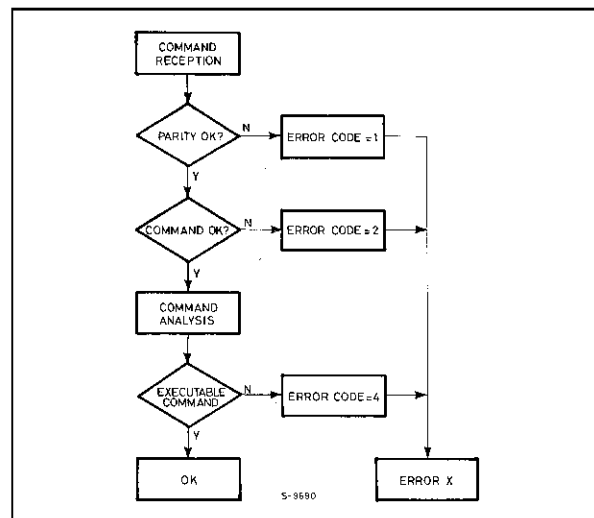 COMMAND
RECEPTION
PARITY OK?
N
ERROR CODE =1
Y
COMMAND OK?
N
ERROR CODE =2
Y
COMMAND
ANALYSIS
EXECUTABLE
COMMAND
N
ERROR CODE=4
Y
OK
S-9690
ERROR X